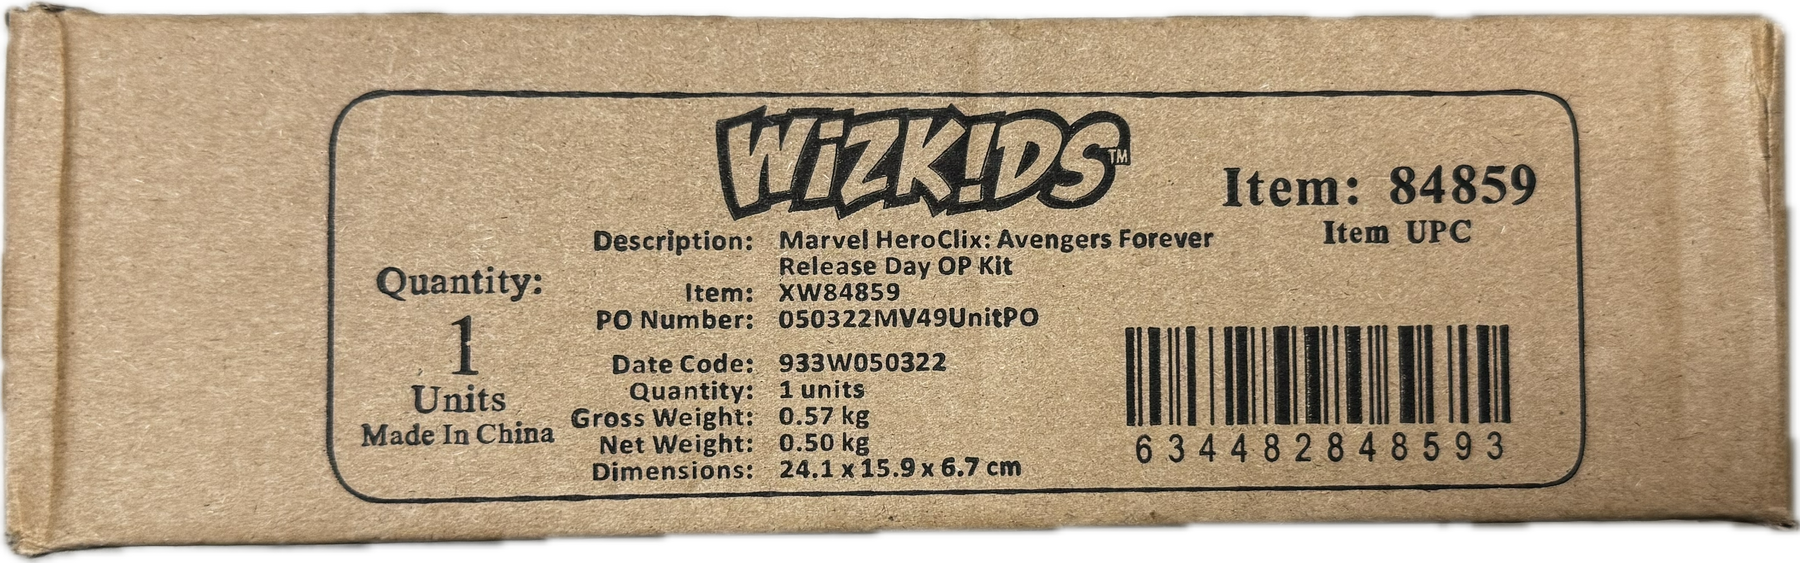 WiZK!DS™
Item: 84859
Item UPC
Description: Marvel HeroClix: Avengers Forever
Release Day OP Kit
Item: XW84859
PO Number: 050322MV49UnitPO
Date Code: 933W050322
Quantity: 1 units
Gross Weight: 0.57 kg
Net Weight: 0.50 kg
Dimensions: 24.1 x 15.9 x 6.7 cm
Quantity:
1
Units
Made In China
634482848593